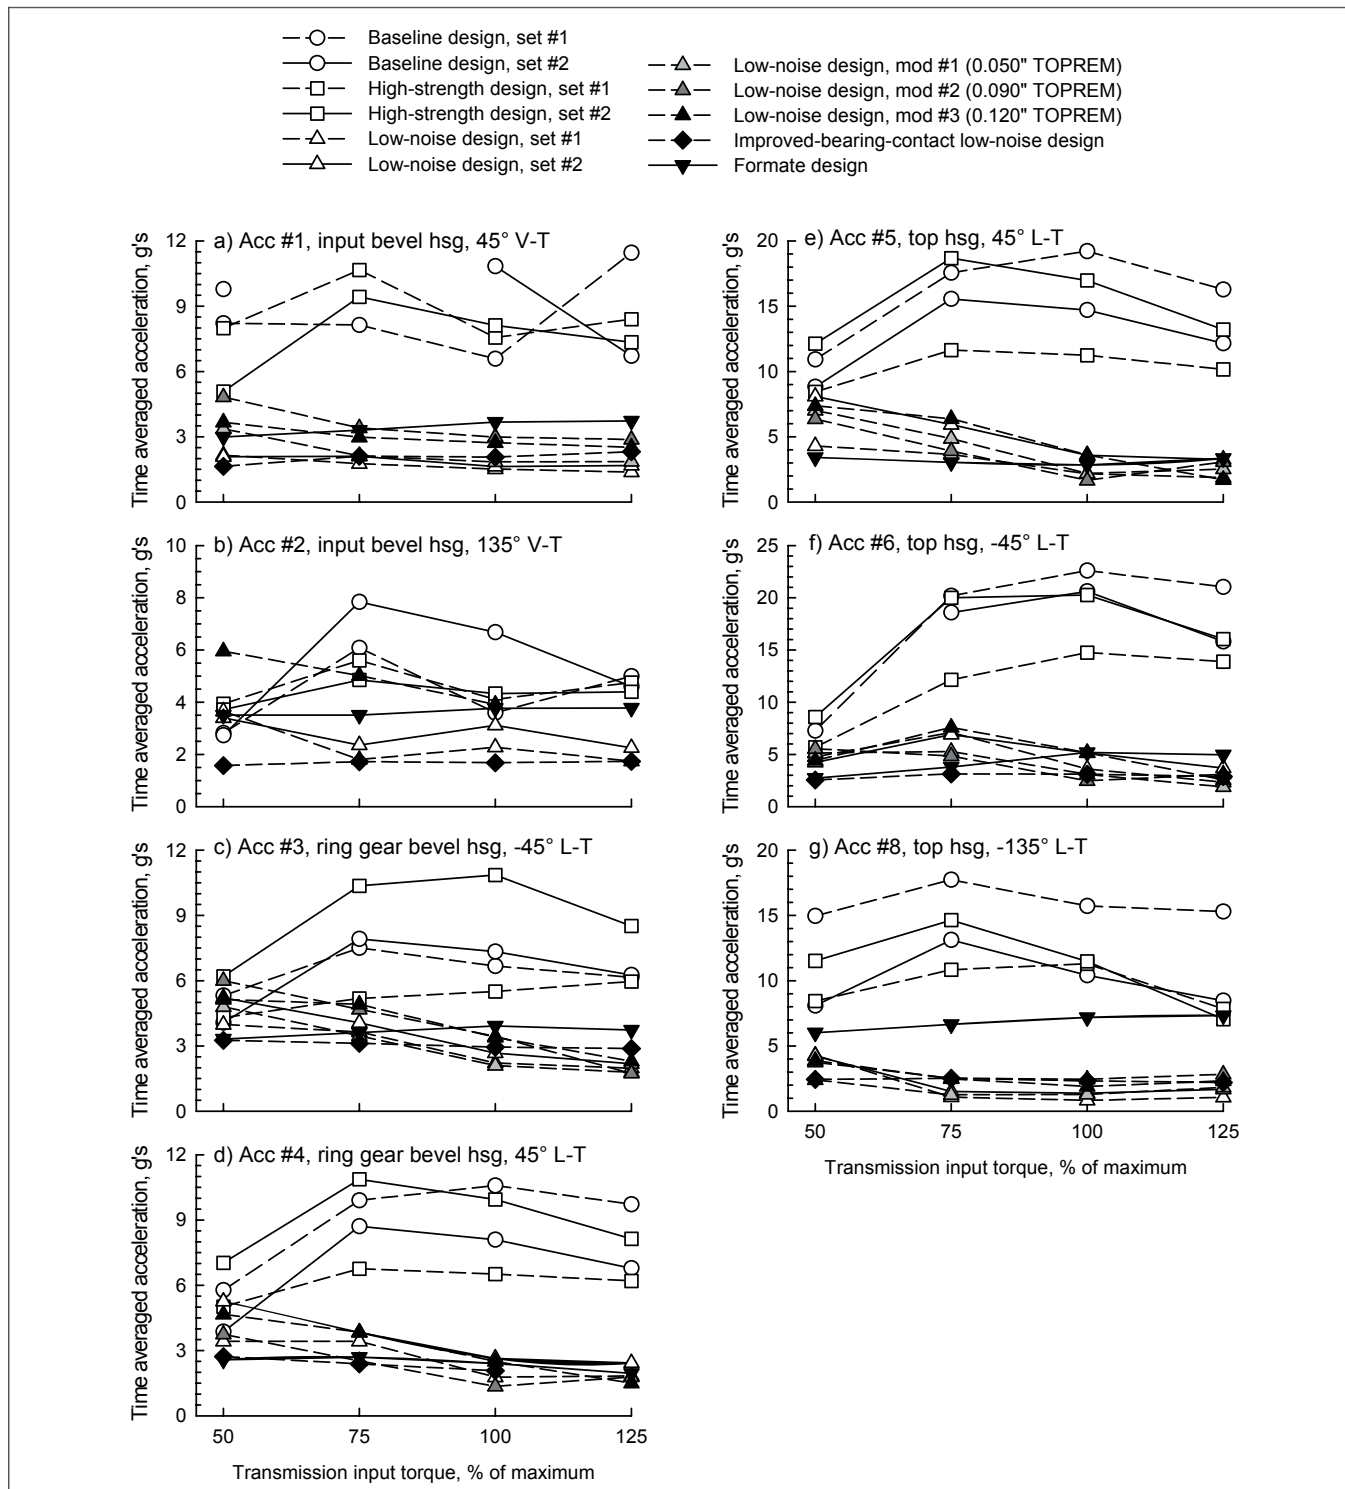 Baseline design, set #1
Baseline design, set #2
High-strength design, set #1
High-strength design, set #2
Low-noise design, set #1
Low-noise design, set #2
Low-noise design, mod #1 (0.050" TOPREM)
Low-noise design, mod #2 (0.090" TOPREM)
Low-noise design, mod #3 (0.120" TOPREM)
Improved-bearing-contact low-noise design
Formate design
a) Acc #1, input bevel hsg, 45° V-T
Time averaged acceleration, g's
12
9
6
3
0
b) Acc #2, input bevel hsg, 135° V-T
Time averaged acceleration, g's
10
8
6
4
2
0
c) Acc #3, ring gear bevel hsg, -45° L-T
Time averaged acceleration, g's
12
9
6
3
0
d) Acc #4, ring gear bevel hsg, 45° L-T
Time averaged acceleration, g's
12
9
6
3
0
50 75 100 125
Transmission input torque, % of maximum
e) Acc #5, top hsg, 45° L-T
Time averaged acceleration, g's
20
15
10
5
0
f) Acc #6, top hsg, -45° L-T
Time averaged acceleration, g's
25
20
15
10
5
0
g) Acc #8, top hsg, -135° L-T
Time averaged acceleration, g's
20
15
10
5
0
50 75 100 125
Transmission input torque, % of maximum